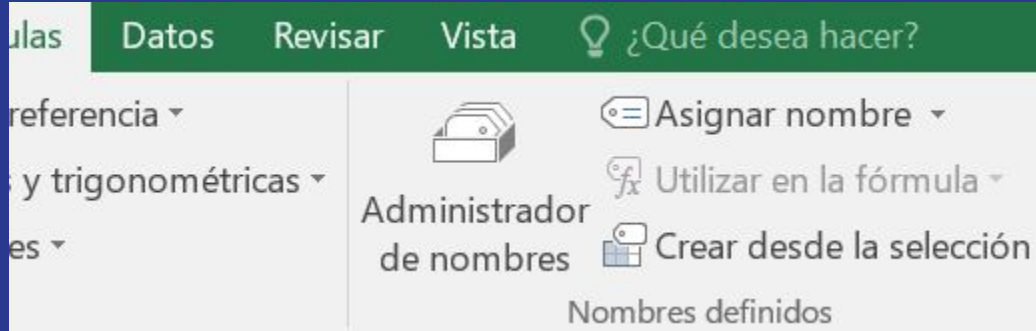 ulas Datos Revisar Vista ¿Qué desea hacer?
referencia
y trigonométricas
es
Administrador
de nombres
Asignar nombre
fx Utilizar en la fórmula
Crear desde la selección
Nombres definidos